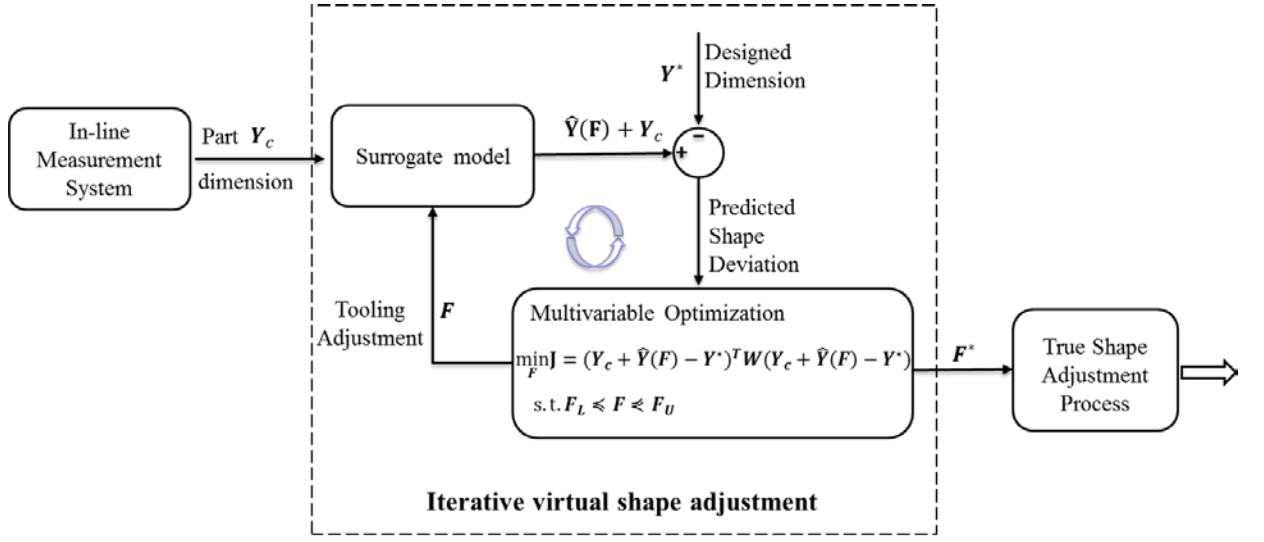 In-line
Measurement
System
Part Y_c
dimension
Surrogate model
Ŷ(F) + Y_c
Y*
Designed
Dimension
−
+
Predicted
Shape
Deviation
Tooling
Adjustment
F
Multivariable Optimization
min_F J = (Y_c + Ŷ(F) − Y*)^T W(Y_c + Ŷ(F) − Y*)
s.t. F_L ≼ F ≼ F_U
F*
True Shape
Adjustment
Process
Iterative virtual shape adjustment